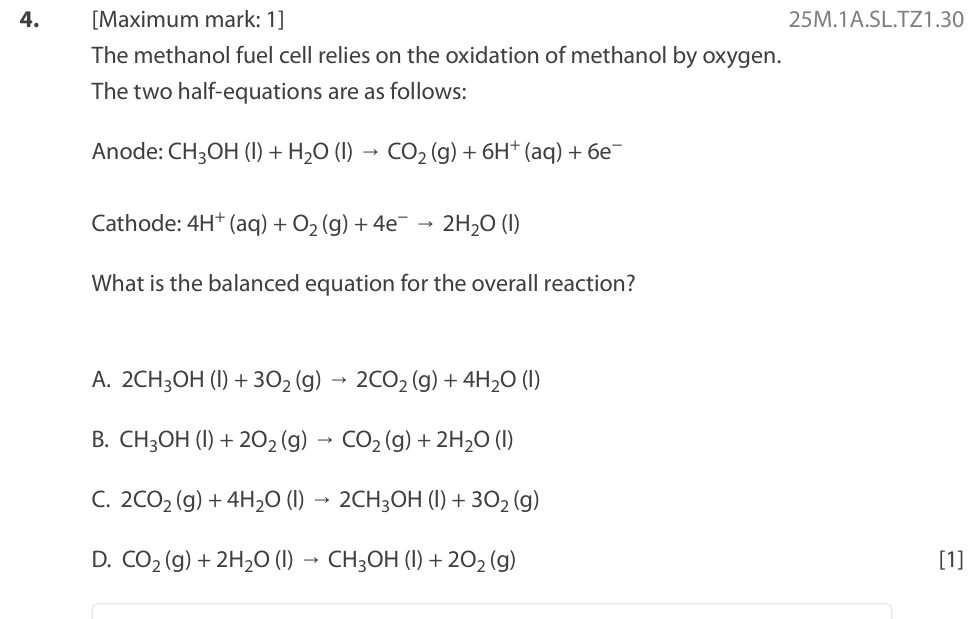 4. [Maximum mark: 1] 25M.1A.SL.TZ1.30
The methanol fuel cell relies on the oxidation of methanol by oxygen.
The two half-equations are as follows:
Anode: CH₃OH (l) + H₂O (l) → CO₂ (g) + 6H⁺ (aq) + 6e⁻
Cathode: 4H⁺ (aq) + O₂ (g) + 4e⁻ → 2H₂O (l)
What is the balanced equation for the overall reaction?
A. 2CH₃OH (l) + 3O₂ (g) → 2CO₂ (g) + 4H₂O (l)
B. CH₃OH (l) + 2O₂ (g) → CO₂ (g) + 2H₂O (l)
C. 2CO₂ (g) + 4H₂O (l) → 2CH₃OH (l) + 3O₂ (g)
D. CO₂ (g) + 2H₂O (l) → CH₃OH (l) + 2O₂ (g) [1]